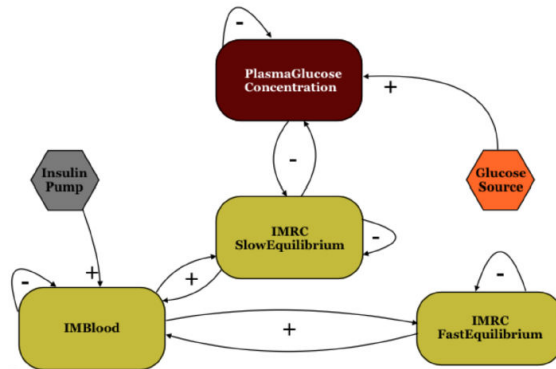 -
PlasmaGlucose
Concentration
+
Insulin
Pump
-
Glucose
Source
IMRC
SlowEquilibrium
-
+
+
-
-
IMBlood
+
IMRC
FastEquilibrium